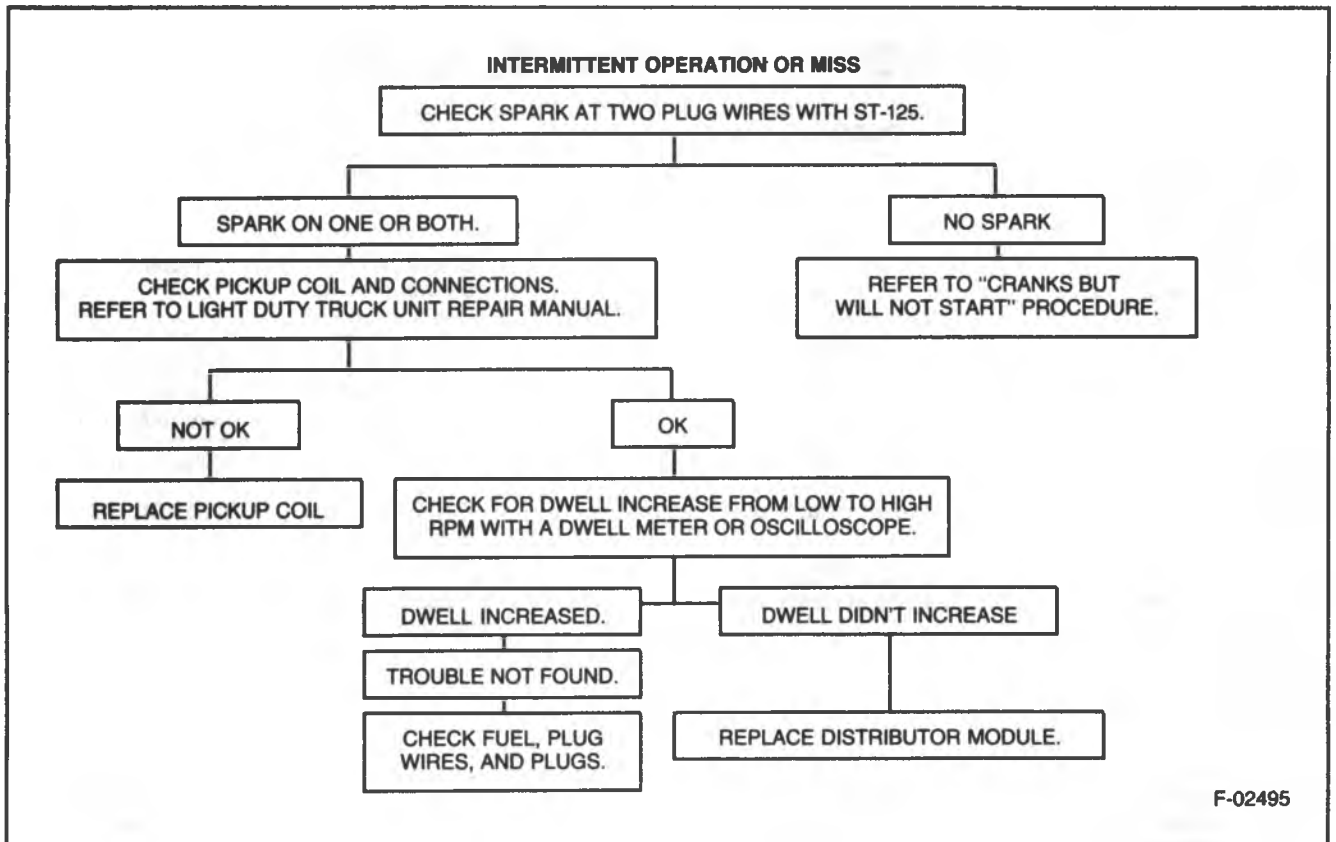 INTERMITTENT OPERATION OR MISS
CHECK SPARK AT TWO PLUG WIRES WITH ST-125.
SPARK ON ONE OR BOTH.
NO SPARK
CHECK PICKUP COIL AND CONNECTIONS.
REFER TO LIGHT DUTY TRUCK UNIT REPAIR MANUAL.
REFER TO "CRANKS BUT
WILL NOT START" PROCEDURE.
NOT OK
OK
REPLACE PICKUP COIL
CHECK FOR DWELL INCREASE FROM LOW TO HIGH
RPM WITH A DWELL METER OR OSCILLOSCOPE.
DWELL INCREASED.
DWELL DIDN'T INCREASE
TROUBLE NOT FOUND.
CHECK FUEL, PLUG
WIRES, AND PLUGS.
REPLACE DISTRIBUTOR MODULE.
F-02495